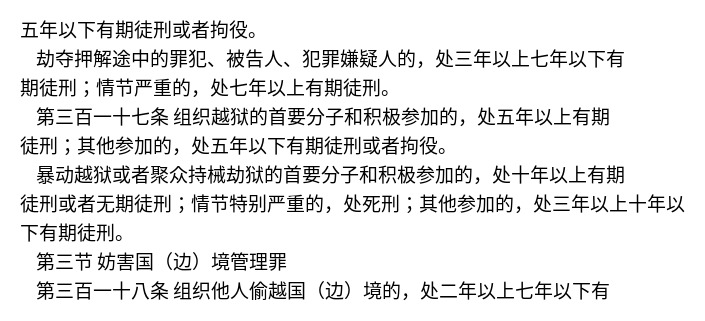 五年以下有期徒刑或者拘役。
劫夺押解途中的罪犯、被告人、犯罪嫌疑人的，处三年以上七年以下有
期徒刑；情节严重的，处七年以上有期徒刑。
第三百一十七条 组织越狱的首要分子和积极参加的，处五年以上有期
徒刑；其他参加的，处五年以下有期徒刑或者拘役。
暴动越狱或者聚众持械劫狱的首要分子和积极参加的，处十年以上有期
徒刑或者无期徒刑；情节特别严重的，处死刑；其他参加的，处三年以上十年以
下有期徒刑。
第三节 妨害国（边）境管理罪
第三百一十八条 组织他人偷越国（边）境的，处二年以上七年以下有